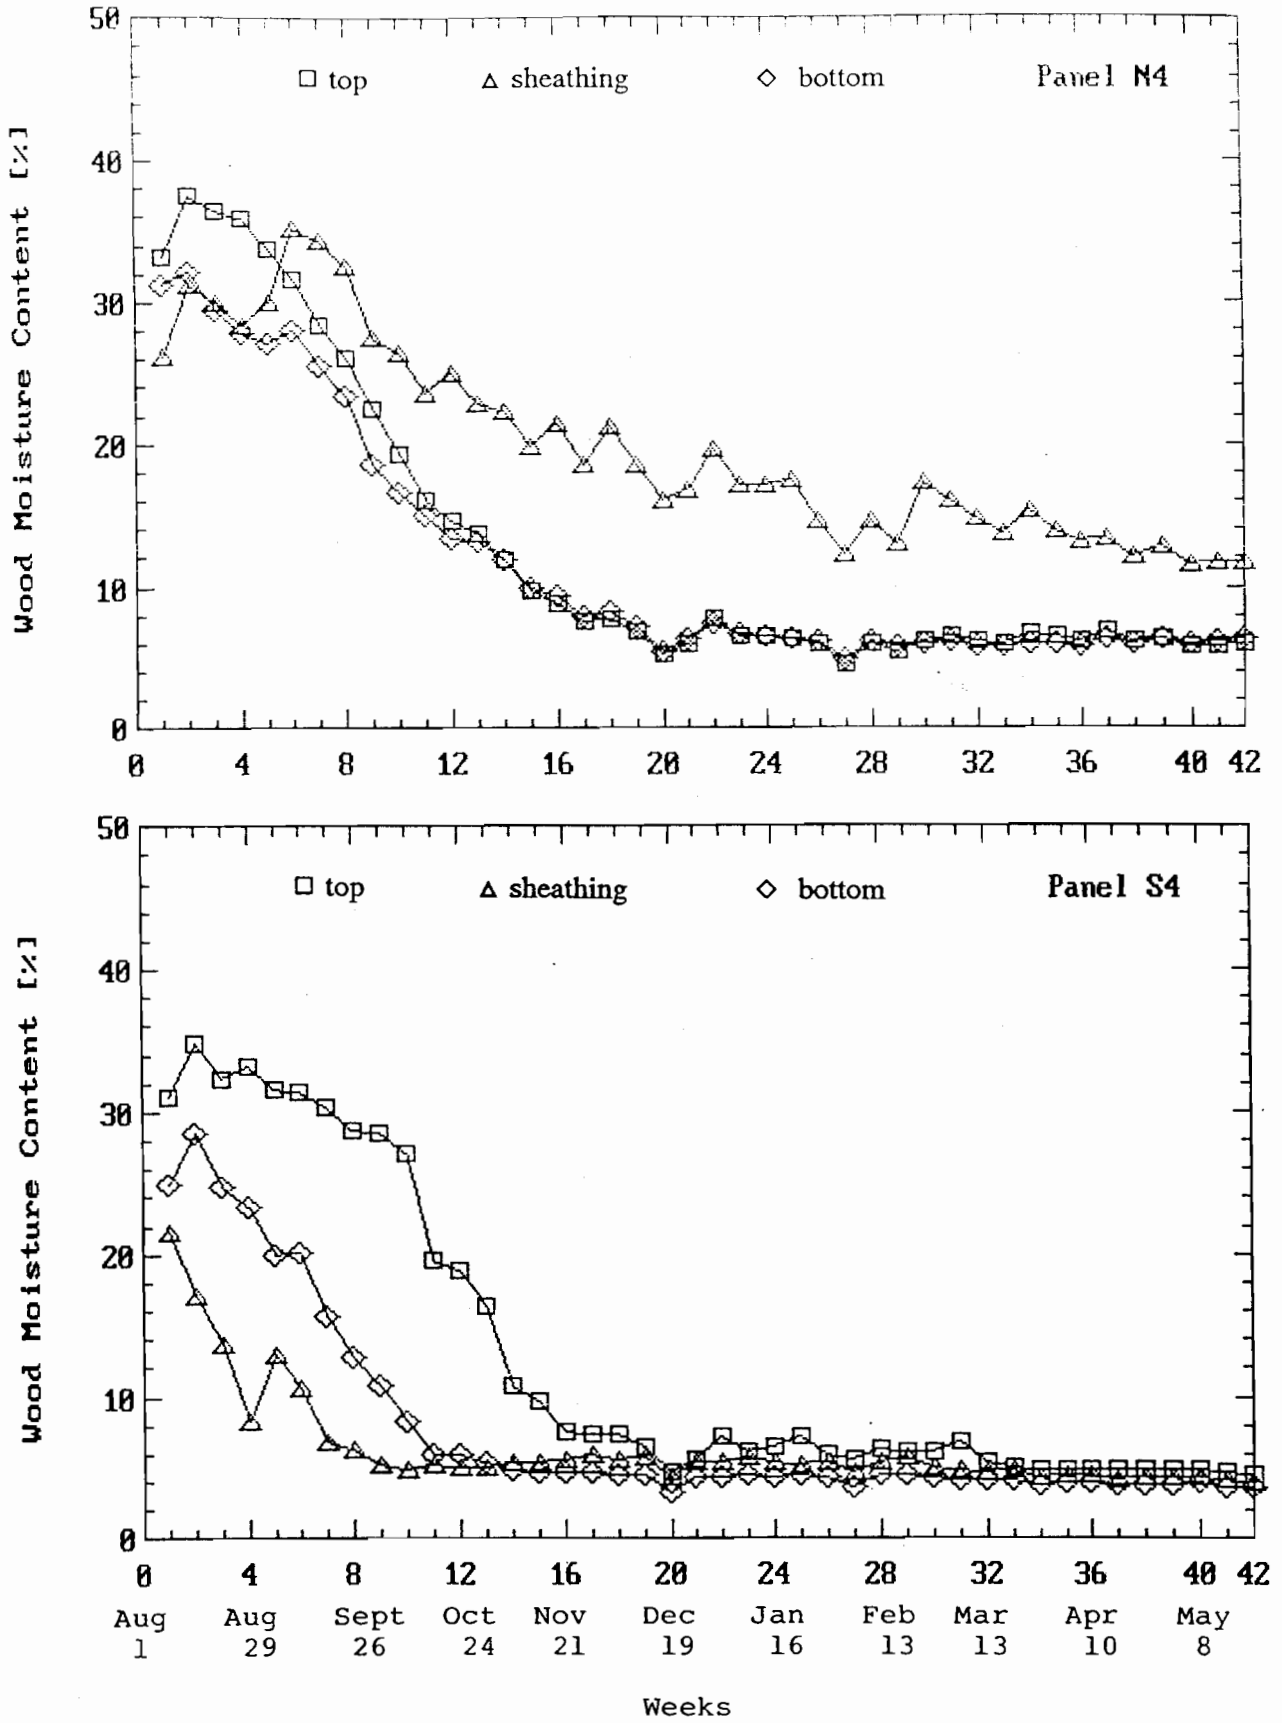 50
□ top △ sheathing ◇ bottom Panel N4
40
30
20
10
0
Wood Moisture Content [%]
0 4 8 12 16 20 24 28 32 36 40 42
50
□ top △ sheathing ◇ bottom Panel S4
40
30
20
10
0
Wood Moisture Content [%]
0 4 8 12 16 20 24 28 32 36 40 42
Aug Aug Sept Oct Nov Dec Jan Feb Mar Apr May
1 29 26 24 21 19 16 13 13 10 8
Weeks